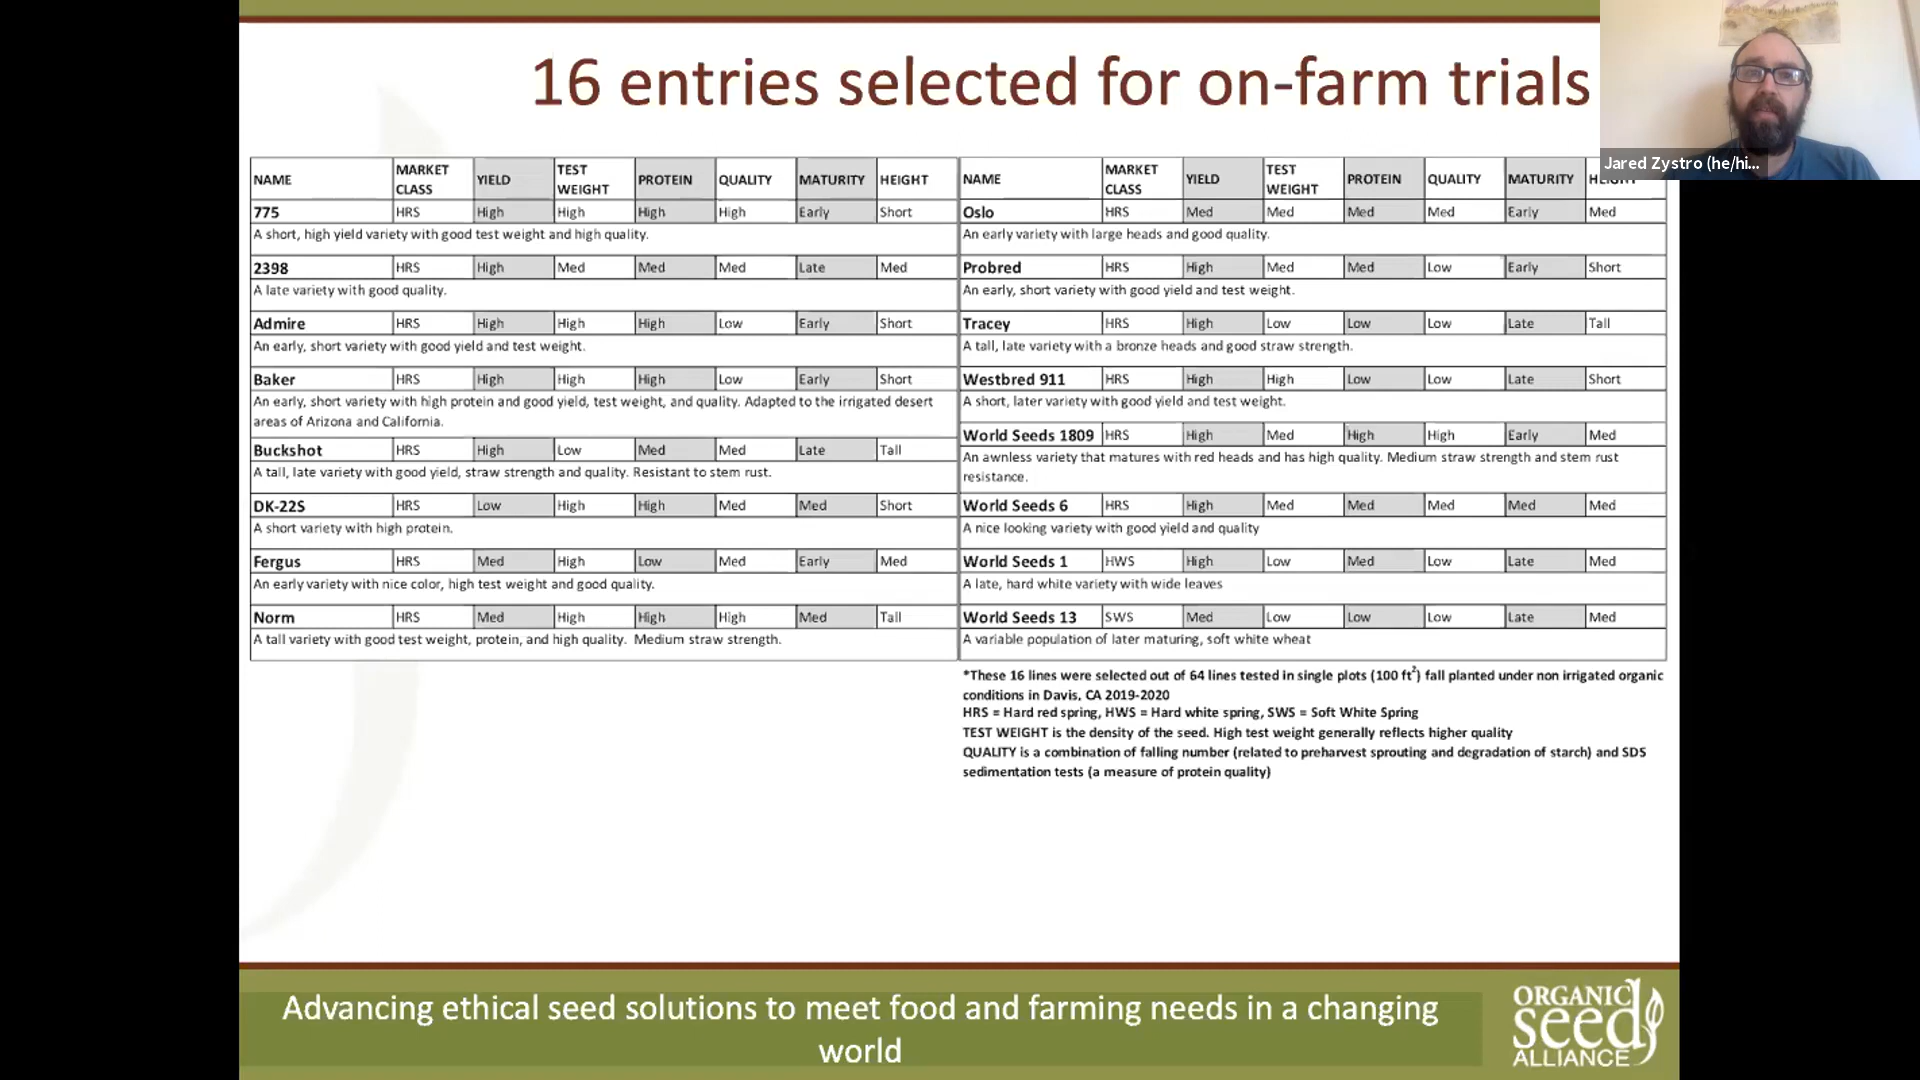 16 entries selected for on-farm trials
Jared Zystro (he/hi...
NAME MARKET CLASS YIELD TEST WEIGHT PROTEIN QUALITY MATURITY HEIGHT
775 HRS High High High High Early Short
A short, high yield variety with good test weight and high quality.
2398 HRS High Med Med Med Late Med
A late variety with good quality.
Admire HRS High High High Low Early Short
An early, short variety with good yield and test weight.
Baker HRS High High High Low Early Short
An early, short variety with high protein and good yield, test weight, and quality. Adapted to the irrigated desert
areas of Arizona and California.
Buckshot HRS High Low Med Med Late Tall
A tall, late variety with good yield, straw strength and quality. Resistant to stem rust.
DK-22S HRS Low High High Med Med Short
A short variety with high protein.
Fergus HRS Med High Low Med Early Med
An early variety with nice color, high test weight and good quality.
Norm HRS Med High High High Med Tall
A tall variety with good test weight, protein, and high quality. Medium straw strength.
NAME MARKET CLASS YIELD TEST WEIGHT PROTEIN QUALITY MATURITY HEIGHT
Oslo HRS Med Med Med Med Early Med
An early variety with large heads and good quality.
Probred HRS High Med Med Low Early Short
An early, short variety with good yield and test weight.
Tracey HRS High Low Low Low Late Tall
A tall, late variety with a bronze heads and good straw strength.
Westbred 911 HRS High High Low Low Late Short
A short, later variety with good yield and test weight.
World Seeds 1809 HRS High Med High High Early Med
An awnless variety that matures with red heads and has high quality. Medium straw strength and stem rust
resistance.
World Seeds 6 HRS High Med Med Med Med Med
A nice looking variety with good yield and quality
World Seeds 1 HWS High Low Med Low Late Med
A late, hard white variety with wide leaves
World Seeds 13 SWS Med Low Low Low Late Med
A variable population of later maturing, soft white wheat
*These 16 lines were selected out of 64 lines tested in single plots (100 ft²) fall planted under non irrigated organic
conditions in Davis, CA 2019-2020
HRS = Hard red spring, HWS = Hard white spring, SWS = Soft White Spring
TEST WEIGHT is the density of the seed. High test weight generally reflects higher quality
QUALITY is a combination of falling number (related to preharvest sprouting and degradation of starch) and SDS
sedimentation tests (a measure of protein quality)
Advancing ethical seed solutions to meet food and farming needs in a changing
world
ORGANIC
seed
ALLIANCE